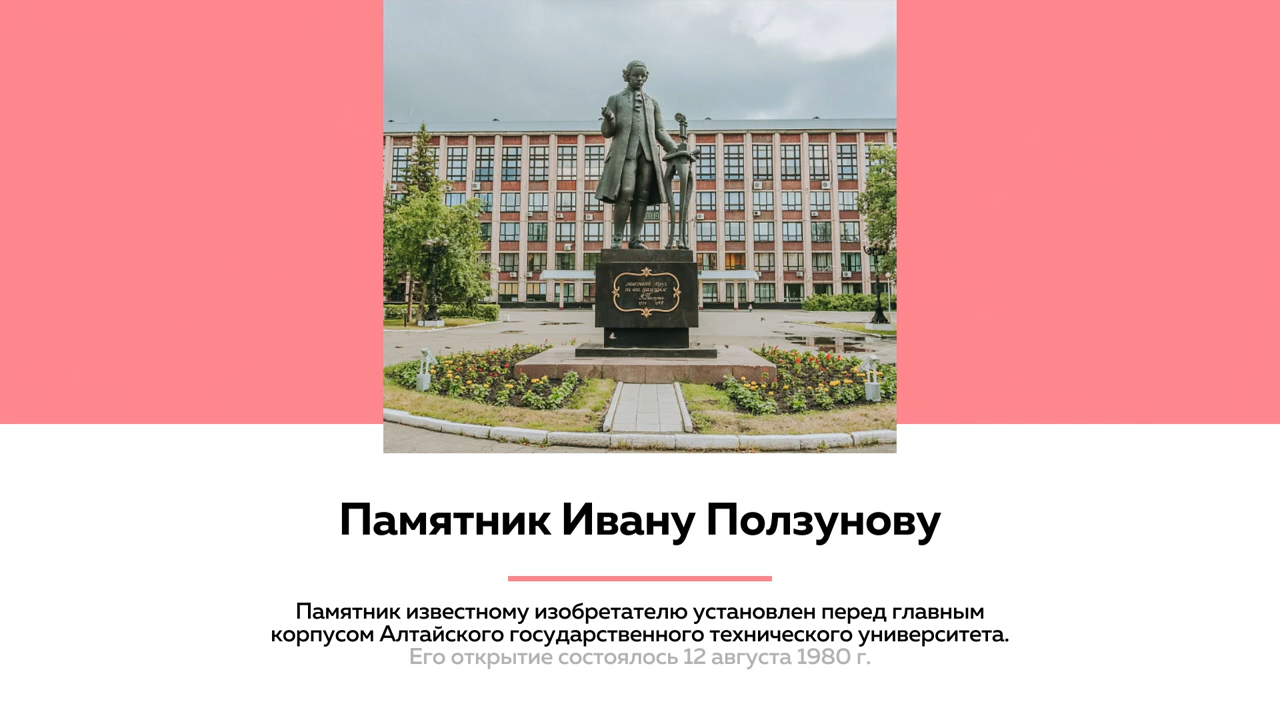 Памятник Ивану Ползунову
Памятник известному изобретателю установлен перед главным
корпусом Алтайского государственного технического университета.
Его открытие состоялось 12 августа 1980 г.